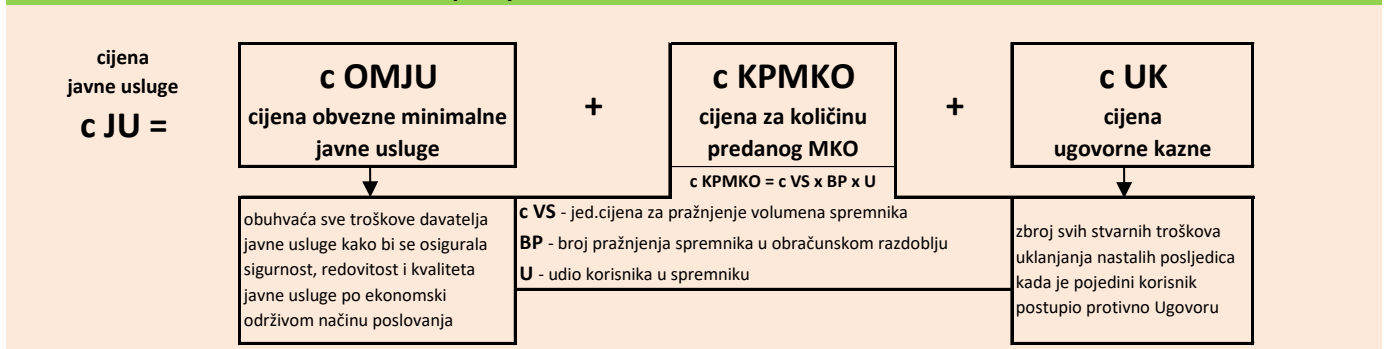 cijena
javne usluge
c JU =
c OMJU
cijena obvezne minimalne
javne usluge
+
c KPMKO
cijena za količinu
predanog MKO
c KPMKO = c VS x BP x U
+
c UK
cijena
ugovorne kazne
obuhvaća sve troškove davatelja
javne usluge kako bi se osigurala
sigurnost, redovitost i kvaliteta
javne usluge po ekonomski
održivom načinu poslovanja
c VS - jed.cijena za pražnjenje volumena spremnika
BP - broj pražnjenja spremnika u obračunskom razdoblju
U - udio korisnika u spremniku
zbroj svih stvarnih troškova
uklanjanja nastalih posljedica
kada je pojedini korisnik
postupio protivno Ugovoru